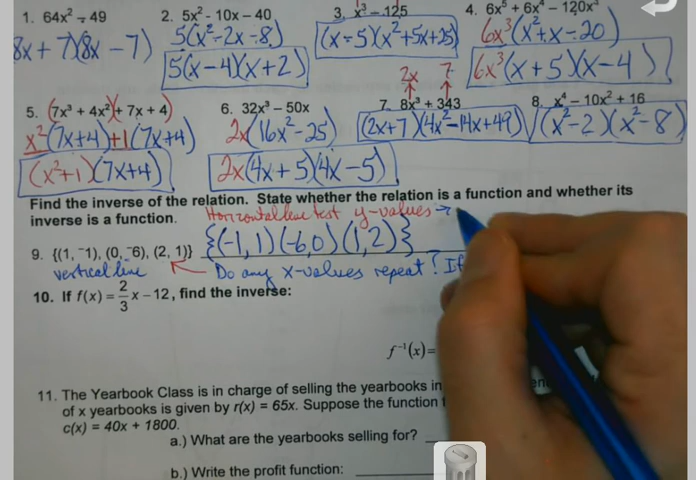 1. 64x² - 49
2. 5x² - 10x - 40
3. x³ - 125
4. 6x⁵ + 6x⁴ - 120x³
8x + 7)(8x - 7)
5(x² - 2x - 8)
5(x - 4)(x + 2)
(x - 5)(x² + 5x + 25)
6x³(x² + x - 20)
6x³(x + 5)(x - 4)
2x 7
5. (7x³ + 4x²)(+ 7x + 4)
6. 32x³ - 50x
7. 8x³ + 343
8. x⁴ - 10x² + 16
x²(7x+4)+1(7x+4)
(x²+1)(7x+4)
2x(16x² - 25)
2x(4x + 5)(4x - 5)
(2x+7)(4x² - 14x + 49)
(x² - 2)(x² - 8)
Find the inverse of the relation. State whether the relation is a function and whether its
inverse is a function.
Horizontal line test y-values →
9. {(1, ⁻1), (0, ⁻6), (2, 1)}
{(-1, 1)(-6, 0)(1, 2)}
vertical line
Do any x-values repeat? If
10. If f(x) = 2/3 x - 12, find the inverse:
f⁻¹(x) =
11. The Yearbook Class is in charge of selling the yearbooks in
of x yearbooks is given by r(x) = 65x. Suppose the function
c(x) = 40x + 1800.
a.) What are the yearbooks selling for?
b.) Write the profit function: